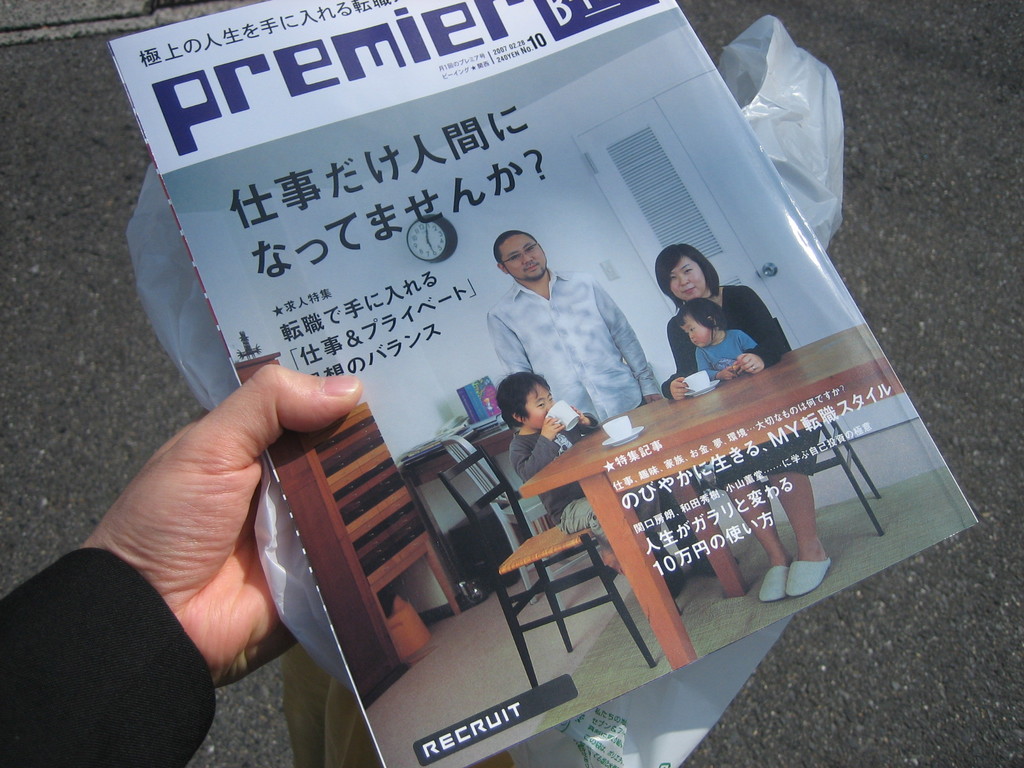 極上の人生を手に入れる転職
premier
B
月1回のプレミア号
ビーイング★関西
2007 02.28
240YEN No.10
仕事だけ人間に
なってませんか?
★求人特集
転職で手に入れる
「仕事&プライベート」
想のバランス
★特集記事
仕事、趣味、家族、お金、夢、環境…大切なものは何ですか?
のびやかに生きる、MY転職スタイル
関口房朗、和田秀樹、小山薫堂……に学ぶ自己投資の極意
人生がガラリと変わる
10万円の使い方
RECRUIT